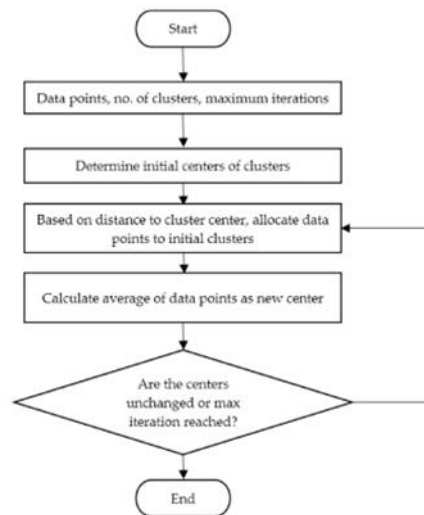 Start
Data points, no. of clusters, maximum iterations
Determine initial centers of clusters
Based on distance to cluster center, allocate data
points to initial clusters
Calculate average of data points as new center
Are the centers
unchanged or max
iteration reached?
End